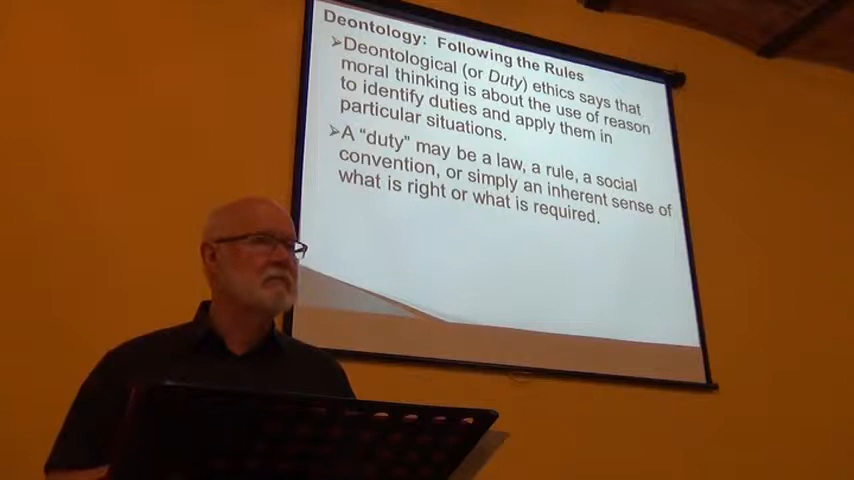 Deontology: Following the Rules
➢Deontological (or Duty) ethics says that
moral thinking is about the use of reason
to identify duties and apply them in
particular situations.
➢A “duty” may be a law, a rule, a social
convention, or simply an inherent sense of
what is right or what is required.